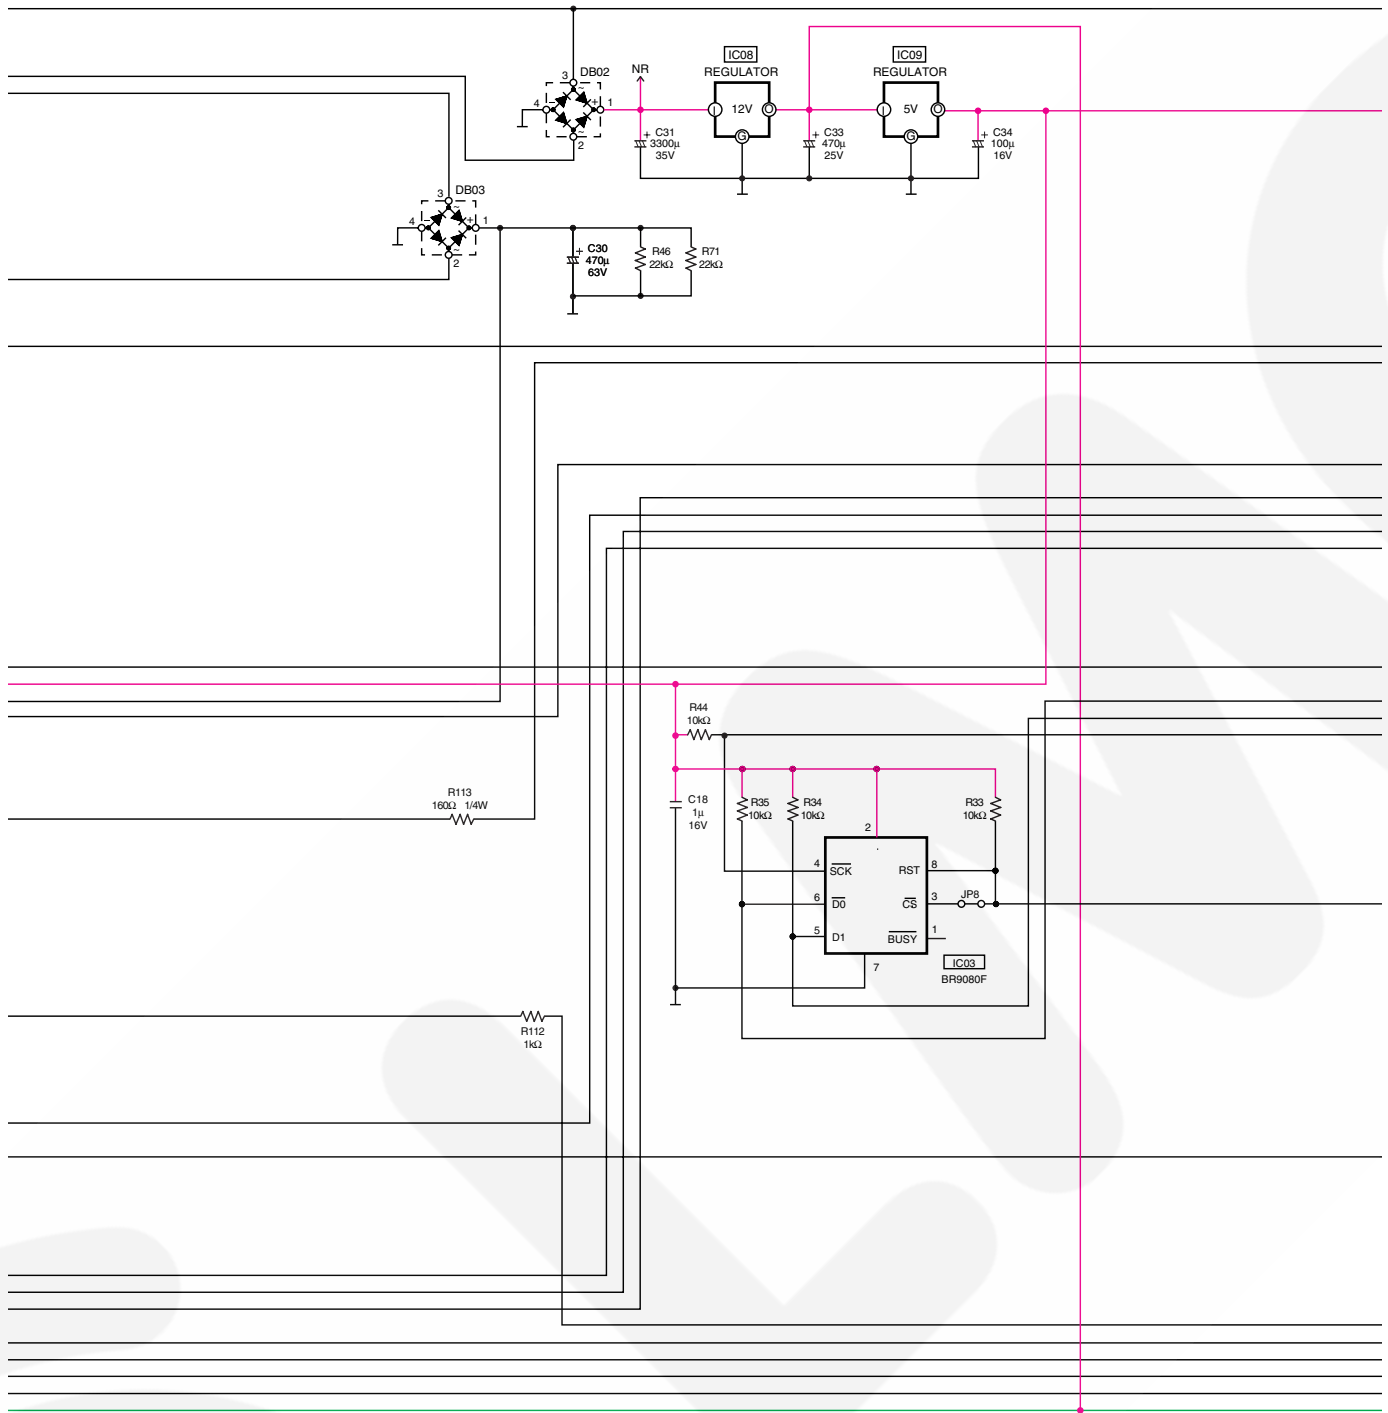 IC08
IC09
NR
REGULATOR
REGULATOR
DB02
3
~
4
−
+
1
~
2
I
12V
O
G
I
5V
O
G
+
C31
3300μ
35V
+
C33
470μ
25V
+
C34
100μ
16V
DB03
3
~
4
−
+
1
~
2
+
C30
470μ
63V
R46
22kΩ
R71
22kΩ
R44
10kΩ
R113
160Ω 1/4W
C18
1μ
16V
R35
10kΩ
R34
10kΩ
R33
10kΩ
2
4
SCK
RST
8
6
D0
CS
3
JP8
5
D1
BUSY
1
7
IC03
BR9080F
R112
1kΩ